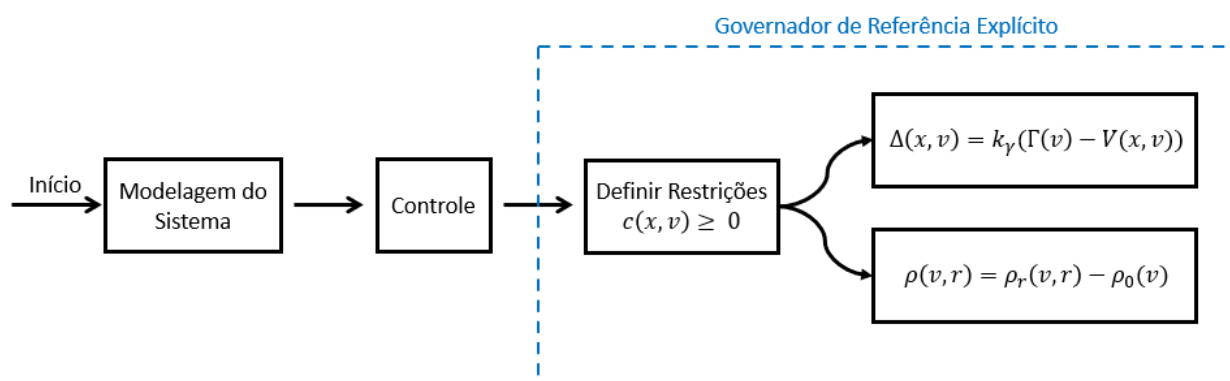 Governador de Referência Explícito
Início
Modelagem do
Sistema
Controle
Definir Restrições
c(x, v) ≥ 0
Δ(x, v) = k_γ(Γ(v) − V(x, v))
ρ(v, r) = ρ_r(v, r) − ρ_0(v)